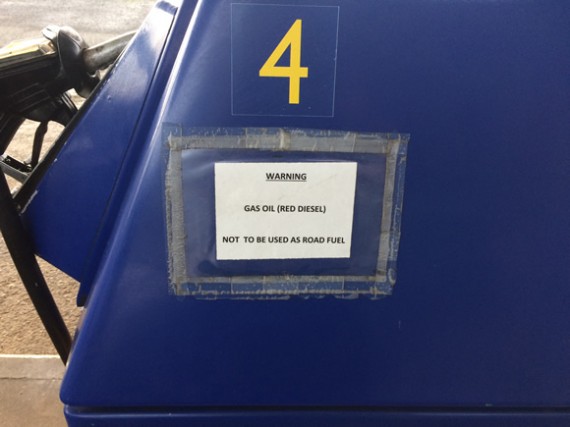 4
WARNING
GAS OIL (RED DIESEL)
NOT TO BE USED AS ROAD FUEL